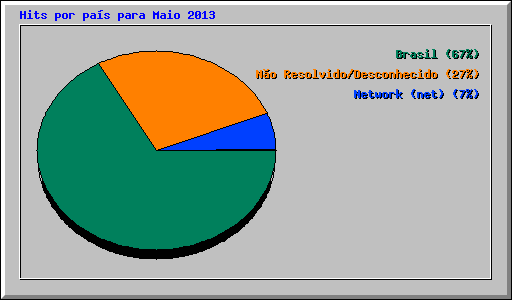 Hits por país para Maio 2013
Brasil (67%)
Não Resolvido/Desconhecido (27%)
Network (net) (7%)